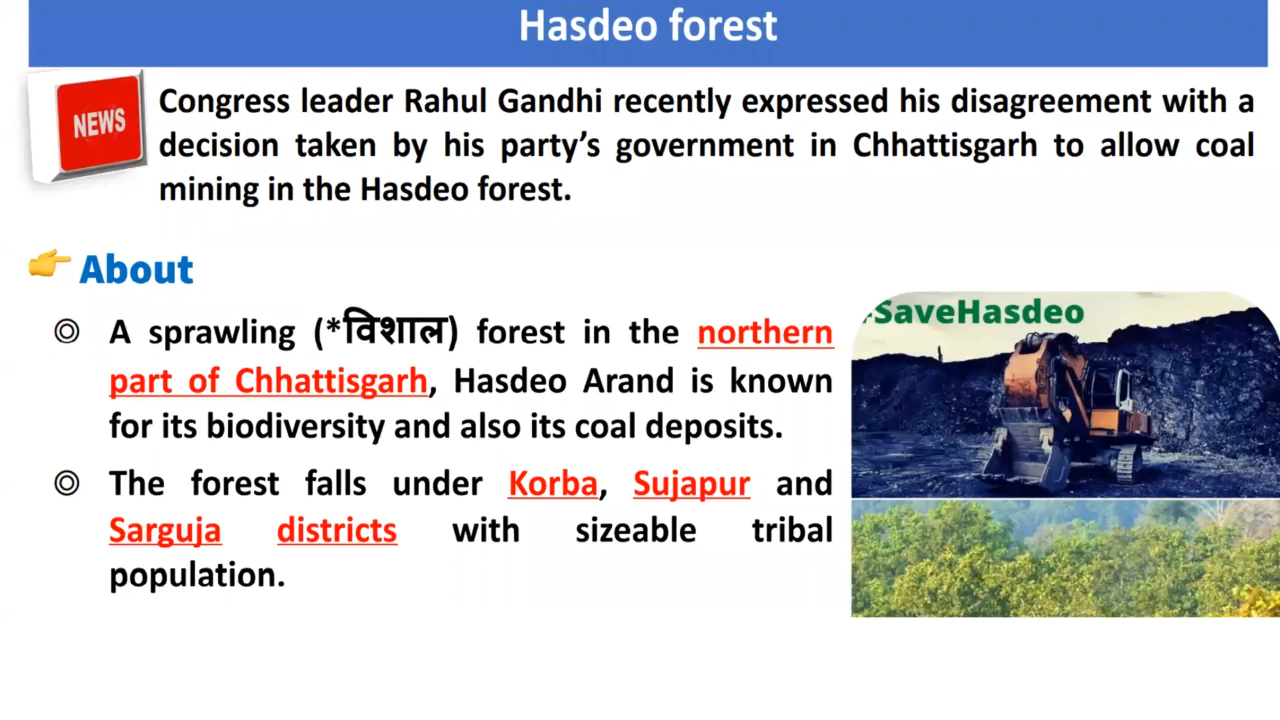 Hasdeo forest
NEWS
Congress leader Rahul Gandhi recently expressed his disagreement with a
decision taken by his party’s government in Chhattisgarh to allow coal
mining in the Hasdeo forest.
About
◎ A sprawling (*विशाल) forest in the northern
part of Chhattisgarh, Hasdeo Arand is known
for its biodiversity and also its coal deposits.
◎ The forest falls under Korba, Sujapur and
Sarguja districts with sizeable tribal
population.
#SaveHasdeo